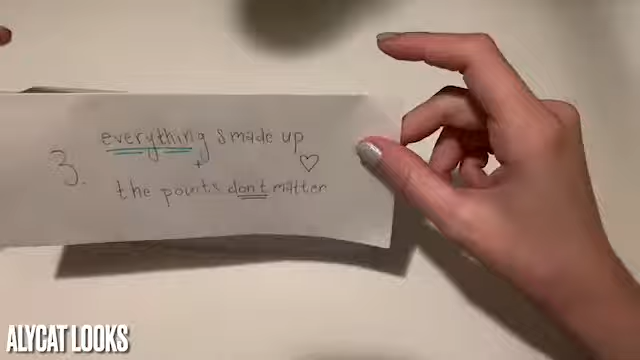 3.
everything s made up
+
the points don't matter
ALYCAT LOOKS